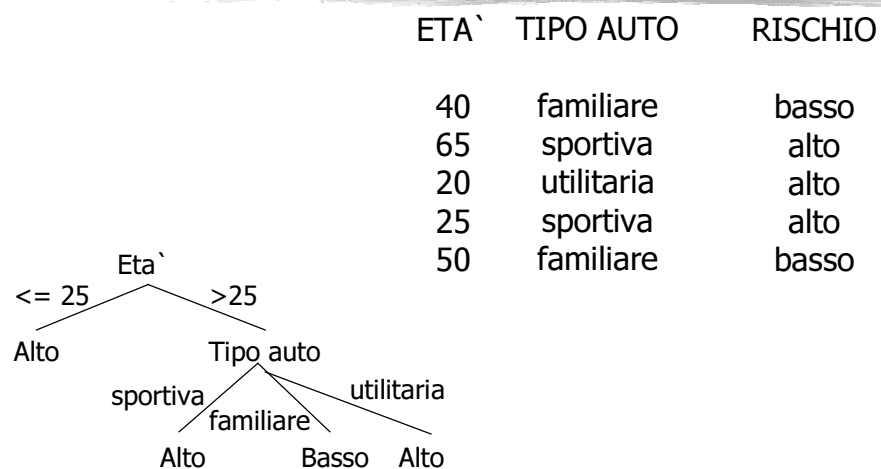 ETA` TIPO AUTO RISCHIO
40 familiare basso
65 sportiva alto
20 utilitaria alto
25 sportiva alto
50 familiare basso
Eta`
<= 25 >25
Alto Tipo auto
sportiva familiare utilitaria
Alto Basso Alto